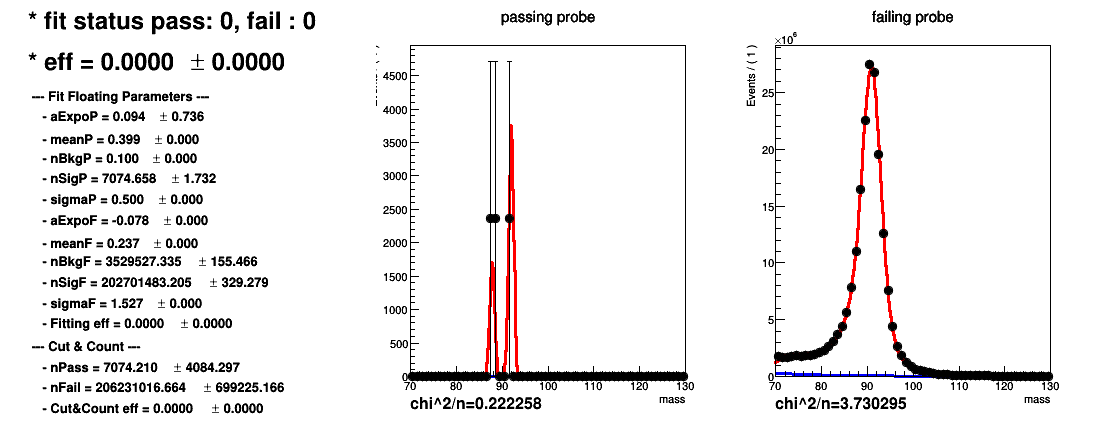 * fit status pass: 0, fail : 0
* eff = 0.0000 ± 0.0000
--- Fit Floating Parameters ---
- aExpoP = 0.094 ± 0.736
- meanP = 0.399 ± 0.000
- nBkgP = 0.100 ± 0.000
- nSigP = 7074.658 ± 1.732
- sigmaP = 0.500 ± 0.000
- aExpoF = -0.078 ± 0.000
- meanF = 0.237 ± 0.000
- nBkgF = 3529527.335 ± 155.466
- nSigF = 202701483.205 ± 329.279
- sigmaF = 1.527 ± 0.000
- Fitting eff = 0.0000 ± 0.0000
--- Cut & Count ---
- nPass = 7074.210 ± 4084.297
- nFail = 206231016.664 ± 699225.166
- Cut&Count eff = 0.0000 ± 0.0000
passing probe
4500
4000
3500
3000
2500
2000
1500
1000
500
0
70 80 90 100 110 120 130
mass
chi^2/n=0.222258
failing probe
×10^6
Events / ( 1 )
25
20
15
10
5
0
70 80 90 100 110 120 130
mass
chi^2/n=3.730295